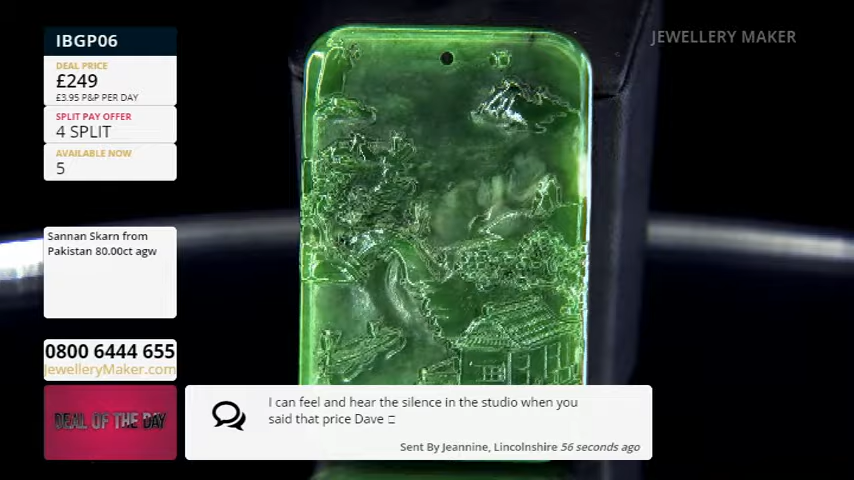 IBGP06
DEAL PRICE
£249
£3.95 P&P PER DAY
SPLIT PAY OFFER
4 SPLIT
AVAILABLE NOW
5
Sannan Skarn from
Pakistan 80.00ct agw
0800 6444 655
JewelleryMaker.com
DEAL OF THE DAY
JEWELLERY MAKER
I can feel and hear the silence in the studio when you
said that price Dave □
Sent By Jeannine, Lincolnshire 56 seconds ago